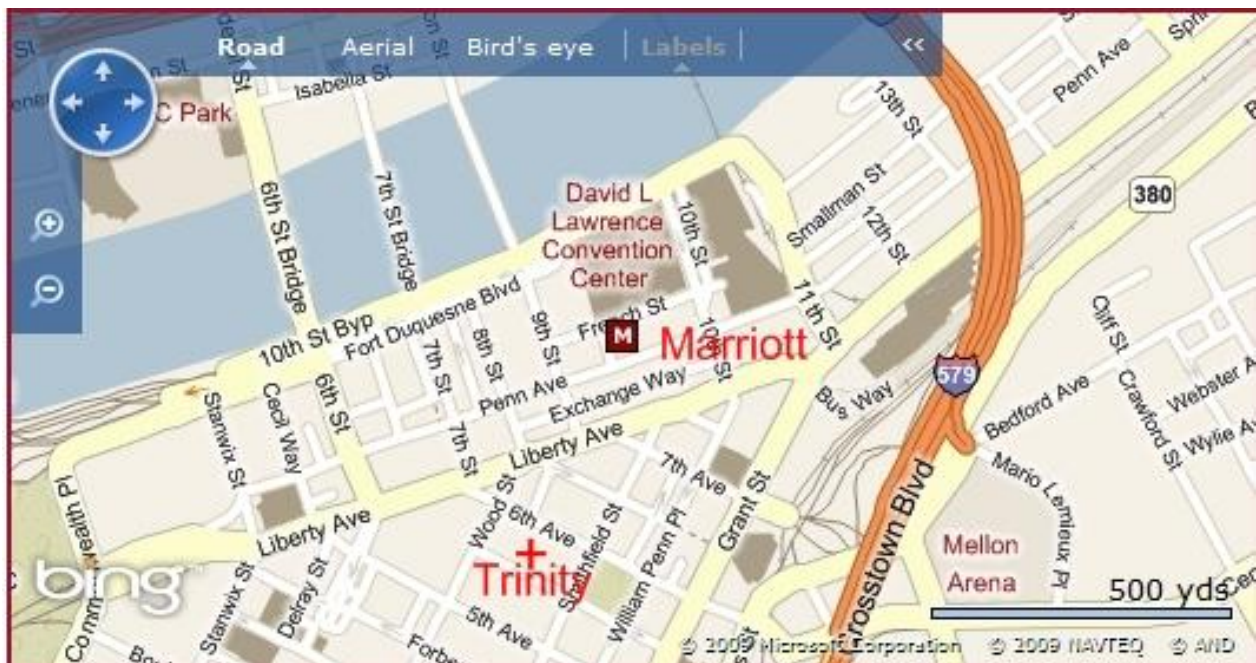 Road Aerial Bird's eye Labels «
Isabella St
C Park
13th St
Penn Ave
380
6th St Bridge
7th St Bridge
David L
Lawrence
Convention
Center
10th St
Smallman St
12th St
10th St Byp
Fort Duquesne Blvd
9th St
French St
11th St
M
Marriott
10th St
7th St
8th St
Penn Ave
Exchange Way
Bus Way
579
Cliff St
Crawford St
Webster A
Bedford Ave
Wylie Av
Stanwix St
Cecil Way
6th St
7th St
Liberty Ave
7th Ave
Grant St
Mario Lemieux Pl
Crosstown Blvd
Liberty Ave
Wood St
6th Ave
Smithfield St
William Penn Pl
Trinity
Mellon
Arena
bing
Stanwix St
Delray St
5th Ave
Forbe
Comm
500 yds
© 2009 Microsoft Corporation © 2009 NAVTEQ © AND